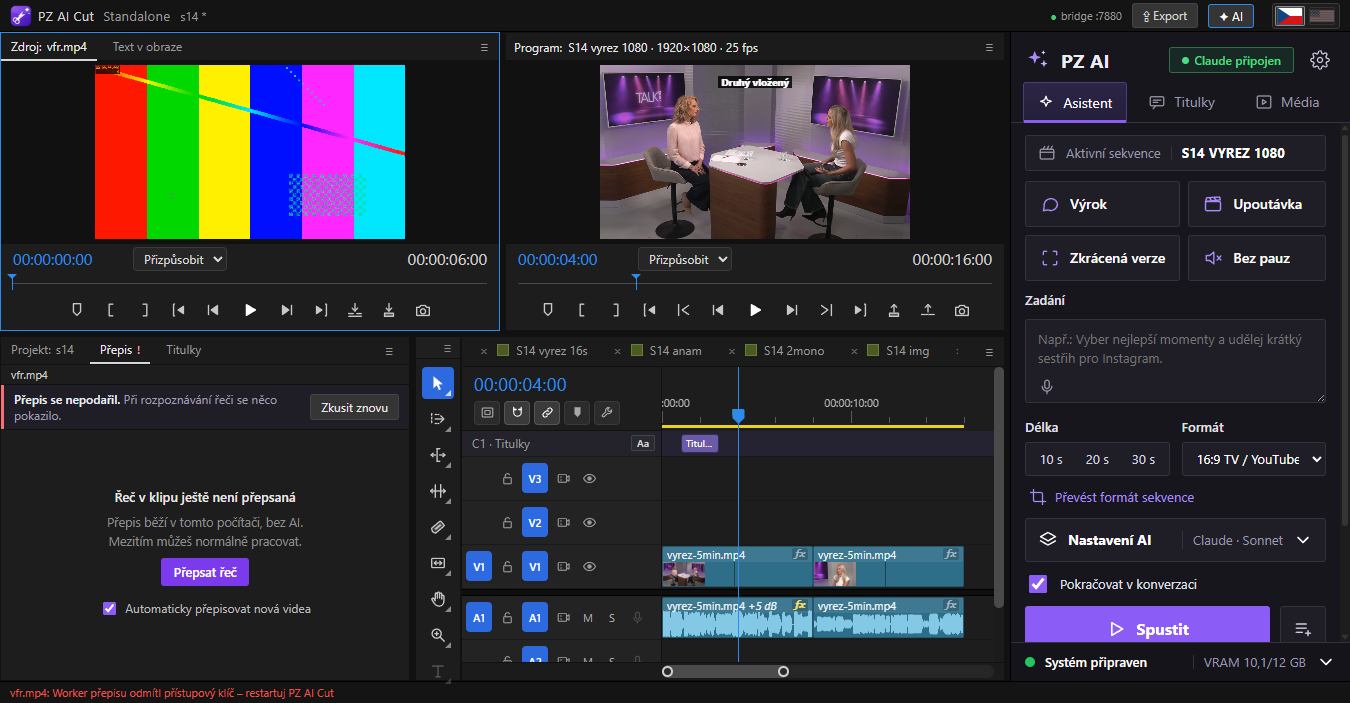 PZ AI Cut Standalone s14 *
bridge :7880
Export
AI
Zdroj: vfr.mp4
Text v obraze
Program: S14 vyrez 1080 · 1920×1080 · 25 fps
TALK
Druhý vložený
00:00:00:00
Přizpůsobit
00:00:06:00
00:00:04:00
Přizpůsobit
00:00:16:00
Projekt: s14
Přepis !
Titulky
vfr.mp4
Přepis se nepodařil. Při rozpoznávání řeči se něco
pokazilo.
Zkusit znovu
Řeč v klipu ještě není přepsaná
Přepis běží v tomto počítači, bez AI.
Mezitím můžeš normálně pracovat.
Přepsat řeč
Automaticky přepisovat nová videa
S14 vyrez 16s
S14 anam
S14 2mono
S14 img
00:00:04:00
:00:00
00:00:10:00
C1 · Titulky
Aa
Titul...
V3
V2
V1
V1
vyrez-5min.mp4
fx
vyrez-5min.mp4
fx
A1
A1
M
S
vyrez-5min.mp4 +5 dB
fx
vyrez-5min.mp4
fx
A2
M
S
PZ AI
Claude připojen
Asistent
Titulky
Média
Aktivní sekvence
S14 VYREZ 1080
Výrok
Upoutávka
Zkrácená verze
Bez pauz
Zadání
Např.: Vyber nejlepší momenty a udělej krátký
sestřih pro Instagram.
Délka
Formát
10 s
20 s
30 s
16:9 TV / YouTube
Převést formát sekvence
Nastavení AI
Claude · Sonnet
Pokračovat v konverzaci
Spustit
Systém připraven
VRAM 10,1/12 GB
vfr.mp4: Worker přepisu odmítl přístupový klíč – restartuj PZ AI Cut